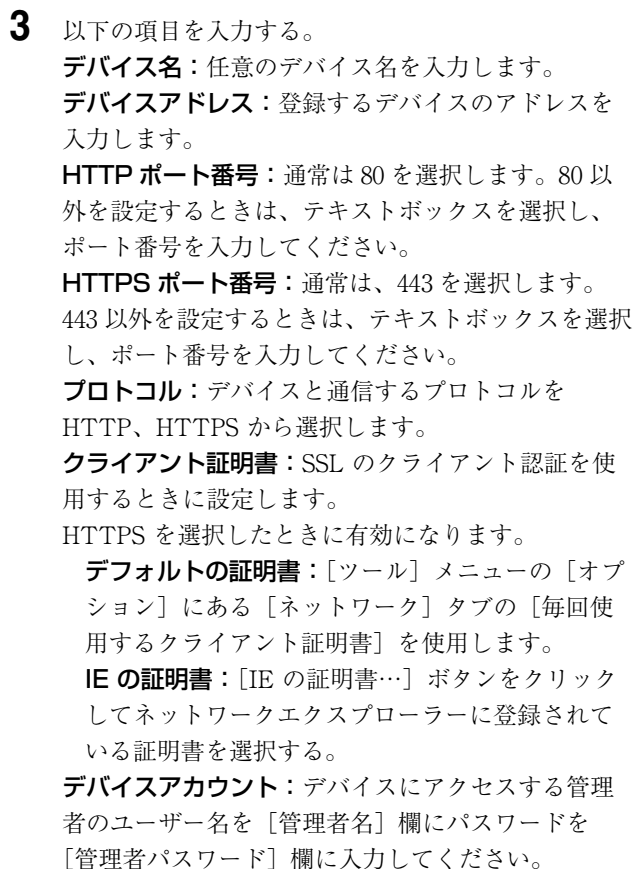 3 以下の項目を入力する。
デバイス名：任意のデバイス名を入力します。
デバイスアドレス：登録するデバイスのアドレスを
入力します。
HTTP ポート番号：通常は 80 を選択します。80 以
外を設定するときは、テキストボックスを選択し、
ポート番号を入力してください。
HTTPS ポート番号：通常は、443 を選択します。
443 以外を設定するときは、テキストボックスを選択
し、ポート番号を入力してください。
プロトコル：デバイスと通信するプロトコルを
HTTP、HTTPS から選択します。
クライアント証明書：SSL のクライアント認証を使
用するときに設定します。
HTTPS を選択したときに有効になります。
デフォルトの証明書：［ツール］メニューの［オプ
ション］にある［ネットワーク］タブの［毎回使
用するクライアント証明書］を使用します。
IE の証明書：［IE の証明書…］ボタンをクリック
してネットワークエクスプローラーに登録されて
いる証明書を選択する。
デバイスアカウント：デバイスにアクセスする管理
者のユーザー名を［管理者名］欄にパスワードを
［管理者パスワード］欄に入力してください。